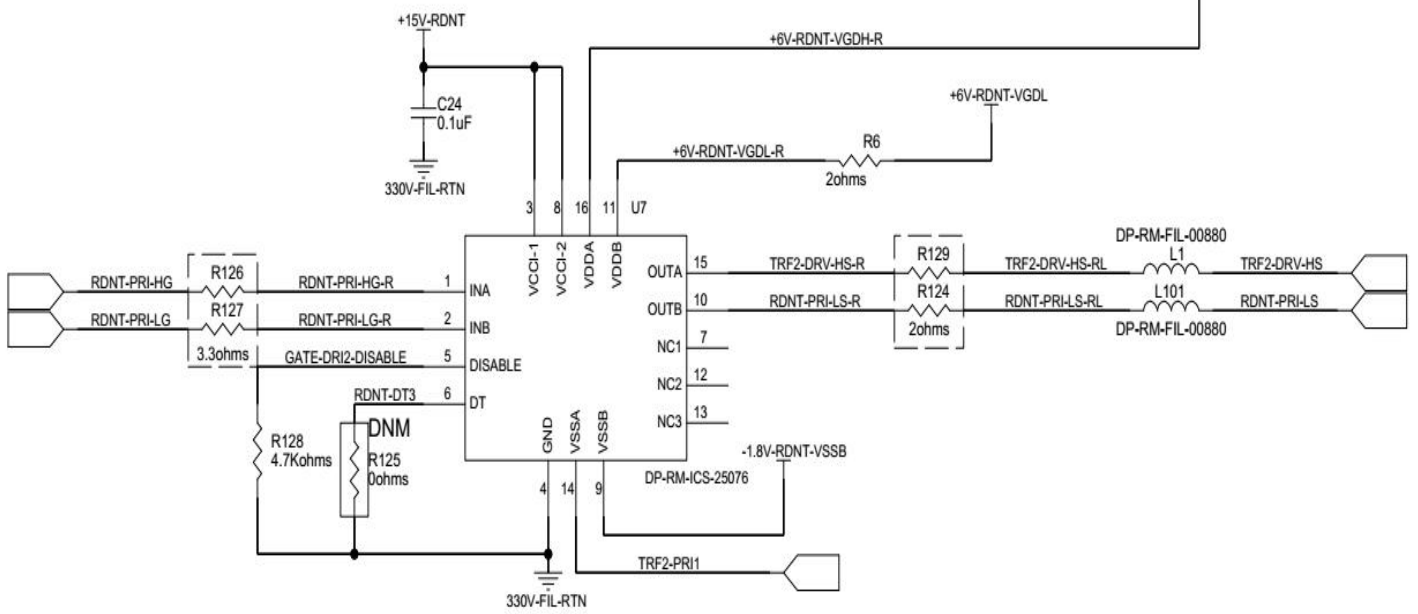 +15V-RDNT
+6V-RDNT-VGDH-R
+6V-RDNT-VGDL
C24
0.1uF
+6V-RDNT-VGDL-R
R6
2ohms
330V-FIL-RTN
3
8
16
11
U7
VCCI-1
VCCI-2
VDDA
VDDB
DP-RM-FIL-00880
RDNT-PRI-HG
R126
RDNT-PRI-HG-R
1
INA
OUTA
15
TRF2-DRV-HS-R
R129
TRF2-DRV-HS-RL
L1
TRF2-DRV-HS
RDNT-PRI-LG
R127
RDNT-PRI-LG-R
2
INB
OUTB
10
RDNT-PRI-LS-R
R124
RDNT-PRI-LS-RL
L101
RDNT-PRI-LS
3.3ohms
2ohms
DP-RM-FIL-00880
GATE-DRI2-DISABLE
5
DISABLE
NC1
7
RDNT-DT3
6
DT
NC2
12
NC3
13
DNM
R128
4.7Kohms
R125
0ohms
GND
VSSA
VSSB
-1.8V-RDNT-VSSB
DP-RM-ICS-25076
4
14
9
TRF2-PRI1
330V-FIL-RTN